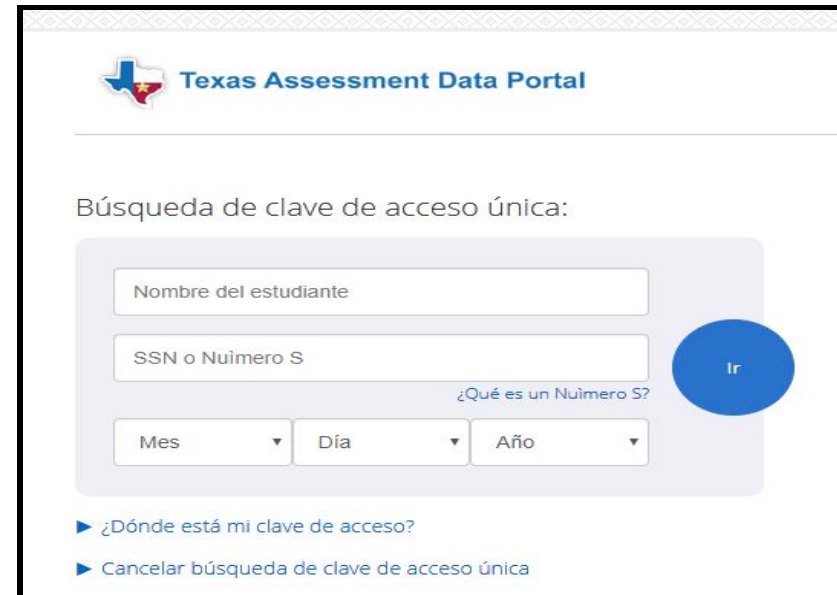 Texas Assessment Data Portal
Búsqueda de clave de acceso única:
Nombre del estudiante
SSN o Nuìmero S
Ir
¿Qué es un Nuìmero S?
Mes Día Año
¿Dónde está mi clave de acceso?
Cancelar búsqueda de clave de acceso única